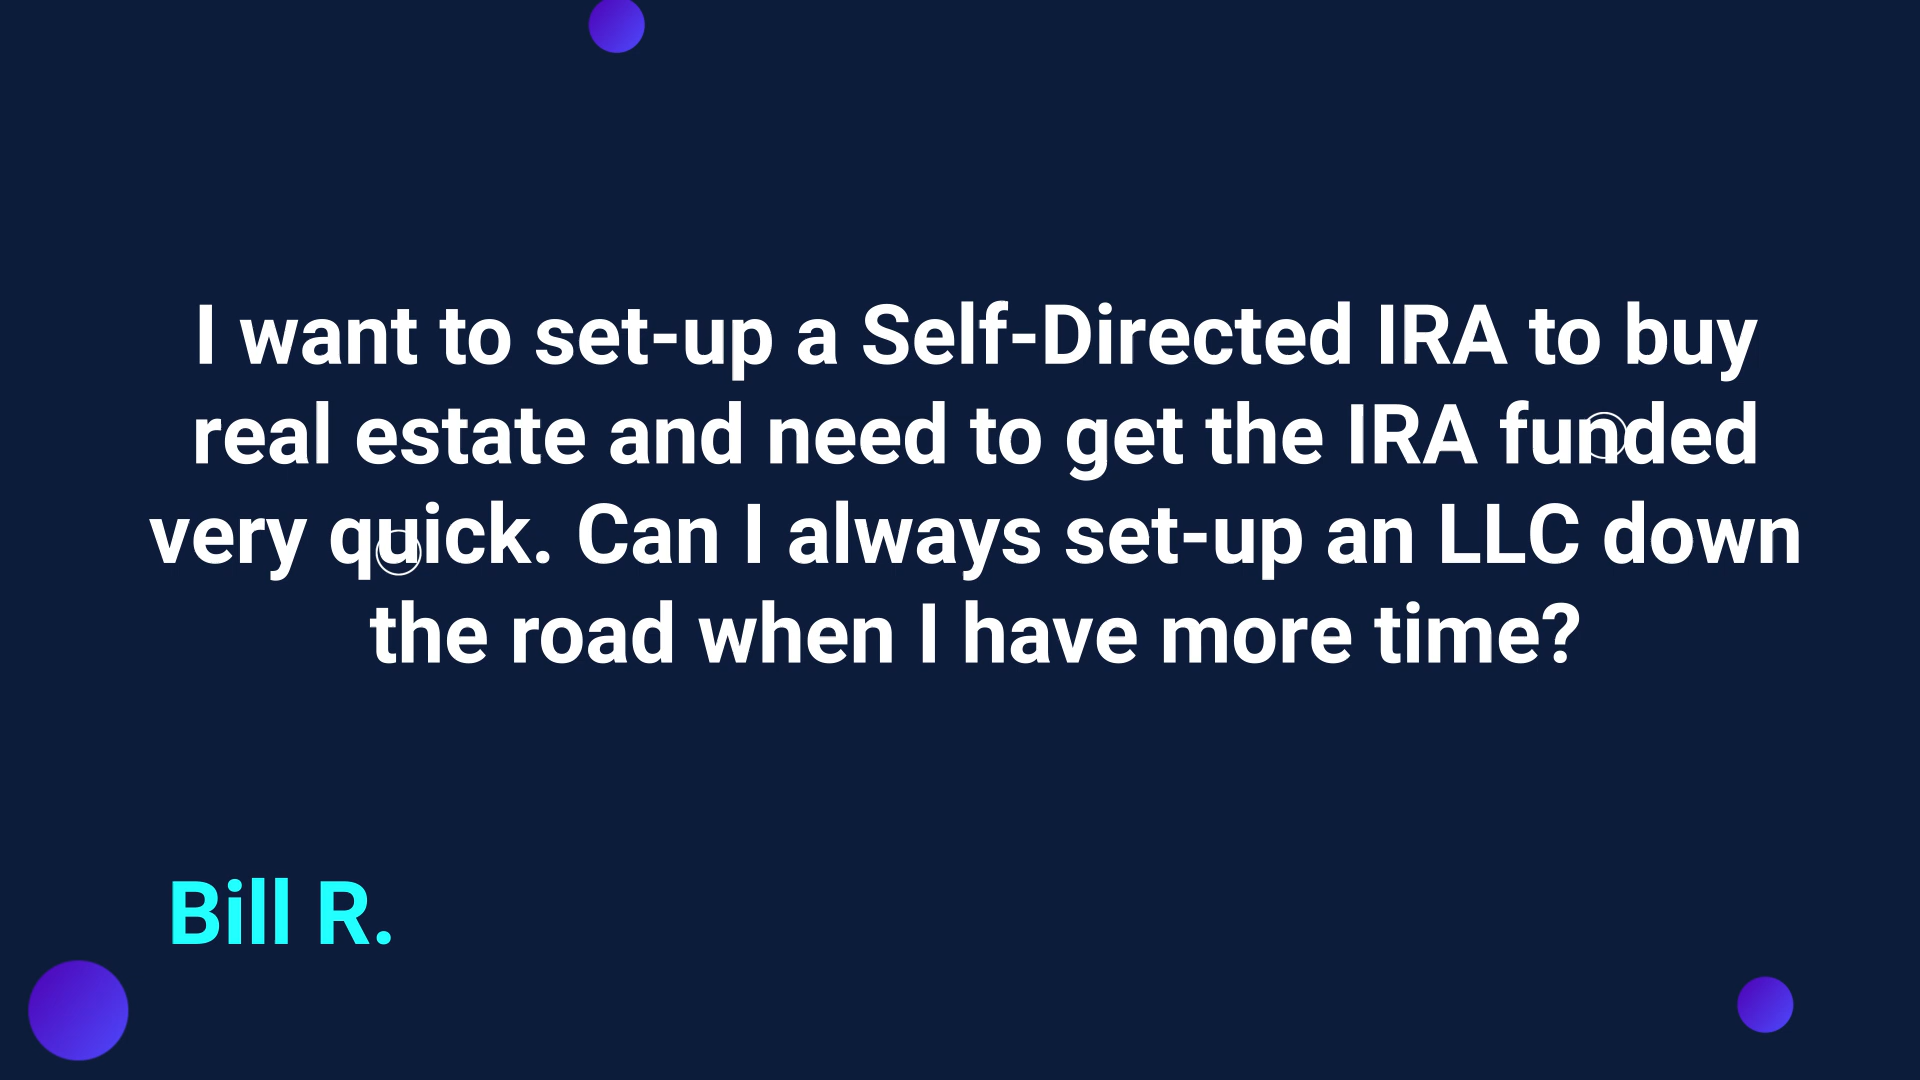 I want to set-up a Self-Directed IRA to buy
real estate and need to get the IRA funded
very quick. Can I always set-up an LLC down
the road when I have more time?
Bill R.